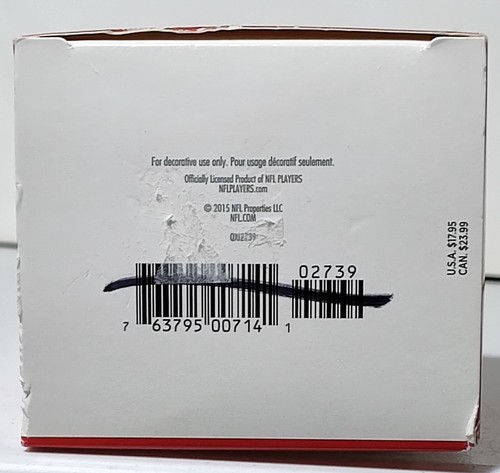 For decorative use only. Pour usage décoratif seulement.
Officially Licensed Product of NFL PLAYERS
NFLPLAYERS.com
© 2015 NFL Properties LLC
NFL.COM
QXI2739
02739
7 63795 00714 1
U.S.A. $17.95
CAN. $23.99